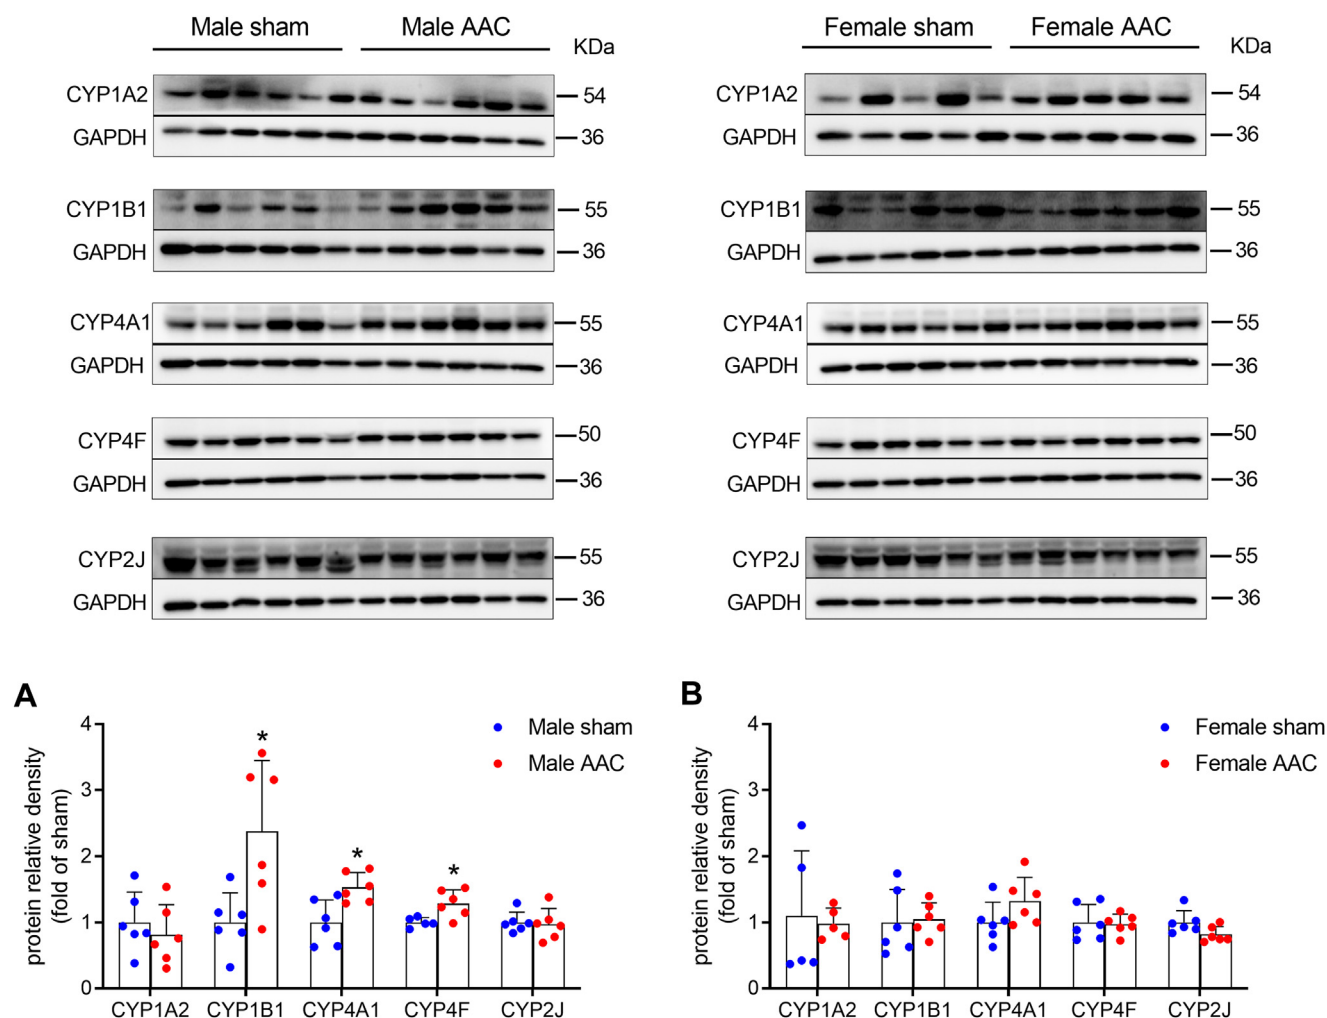 Male sham
Male AAC
KDa
CYP1A2
54
GAPDH
36
CYP1B1
55
GAPDH
36
CYP4A1
55
GAPDH
36
CYP4F
50
GAPDH
36
CYP2J
55
GAPDH
36
Female sham
Female AAC
KDa
CYP1A2
54
GAPDH
36
CYP1B1
55
GAPDH
36
CYP4A1
55
GAPDH
36
CYP4F
50
GAPDH
36
CYP2J
55
GAPDH
36
A
protein relative density
(fold of sham)
4
3
2
1
0
*
*
*
Male sham
Male AAC
CYP1A2 CYP1B1 CYP4A1 CYP4F CYP2J
B
protein relative density
(fold of sham)
4
3
2
1
0
Female sham
Female AAC
CYP1A2 CYP1B1 CYP4A1 CYP4F CYP2J